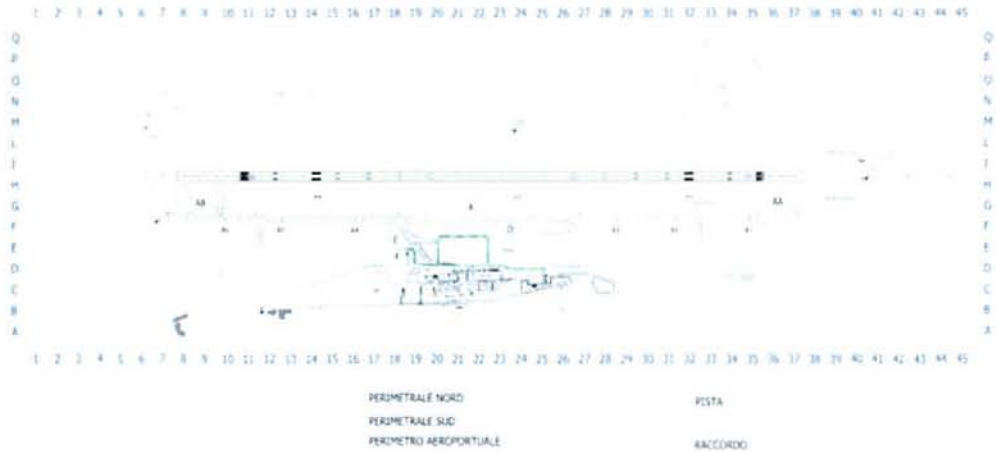 1 2 3 4 5 6 7 8 9 10 11 12 13 14 15 16 17 18 19 20 21 22 23 24 25 26 27 28 29 30 31 32 33 34 35 36 37 38 39 40 41 42 43 44 45
Q Q
P P
O O
N N
M M
L L
I I
H H
G AA AA G
F F
E E
D D
C C
B B
A A
1 2 3 4 5 6 7 8 9 10 11 12 13 14 15 16 17 18 19 20 21 22 23 24 25 26 27 28 29 30 31 32 33 34 35 36 37 38 39 40 41 42 43 44 45
PERIMETRALE NORD PISTA
PERIMETRALE SUD
PERIMETRO AEROPORTUALE RACCORDO